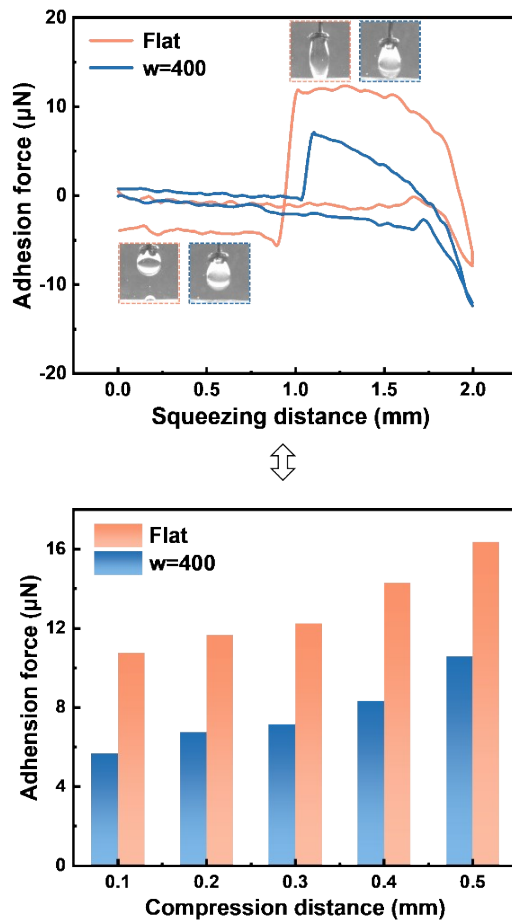 20
10
0
-10
-20
Adhesion force (μN)
Flat
w=400
0.0 0.5 1.0 1.5 2.0
Squeezing distance (mm)
16
12
8
4
0
Adhension force (μN)
Flat
w=400
0.1 0.2 0.3 0.4 0.5
Compression distance (mm)